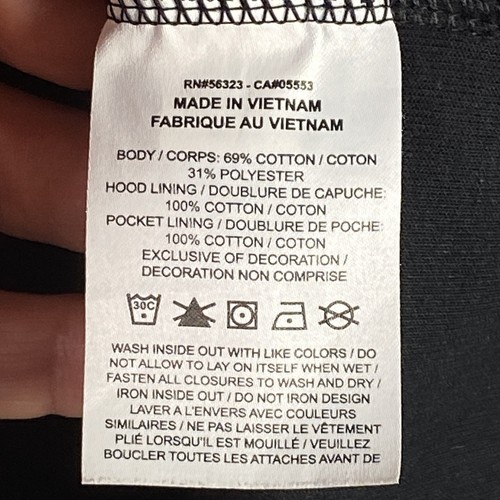 RN#56323 - CA#05553
MADE IN VIETNAM
FABRIQUE AU VIETNAM
BODY / CORPS: 69% COTTON / COTON
31% POLYESTER
HOOD LINING / DOUBLURE DE CAPUCHE:
100% COTTON / COTON
POCKET LINING / DOUBLURE DE POCHE:
100% COTTON / COTON
EXCLUSIVE OF DECORATION /
DECORATION NON COMPRISE
30C
WASH INSIDE OUT WITH LIKE COLORS / DO
NOT ALLOW TO LAY ON ITSELF WHEN WET /
FASTEN ALL CLOSURES TO WASH AND DRY /
IRON INSIDE OUT / DO NOT IRON DESIGN
LAVER A L'ENVERS AVEC COULEURS
SIMILAIRES / NE PAS LAISSER LE VÊTEMENT
PLIÉ LORSQU'IL EST MOUILLÉ / VEUILLEZ
BOUCLER TOUTES LES ATTACHES AVANT DE